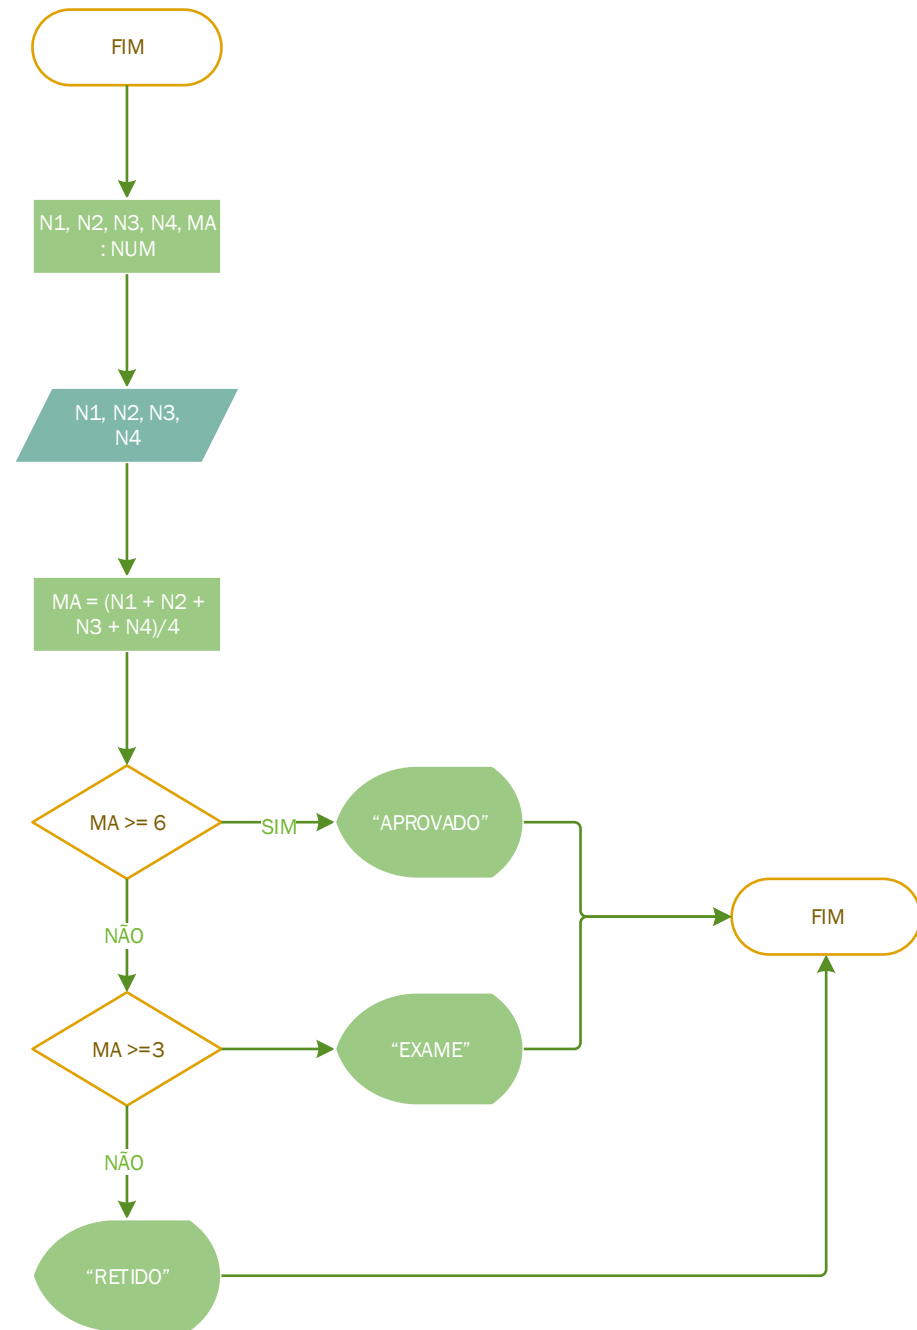 FIM
N1, N2, N3, N4, MA
: NUM
N1, N2, N3,
N4
MA = (N1 + N2 +
N3 + N4)/4
MA >= 6
SIM
“APROVADO”
NÃO
FIM
MA >=3
“EXAME”
NÃO
“RETIDO”